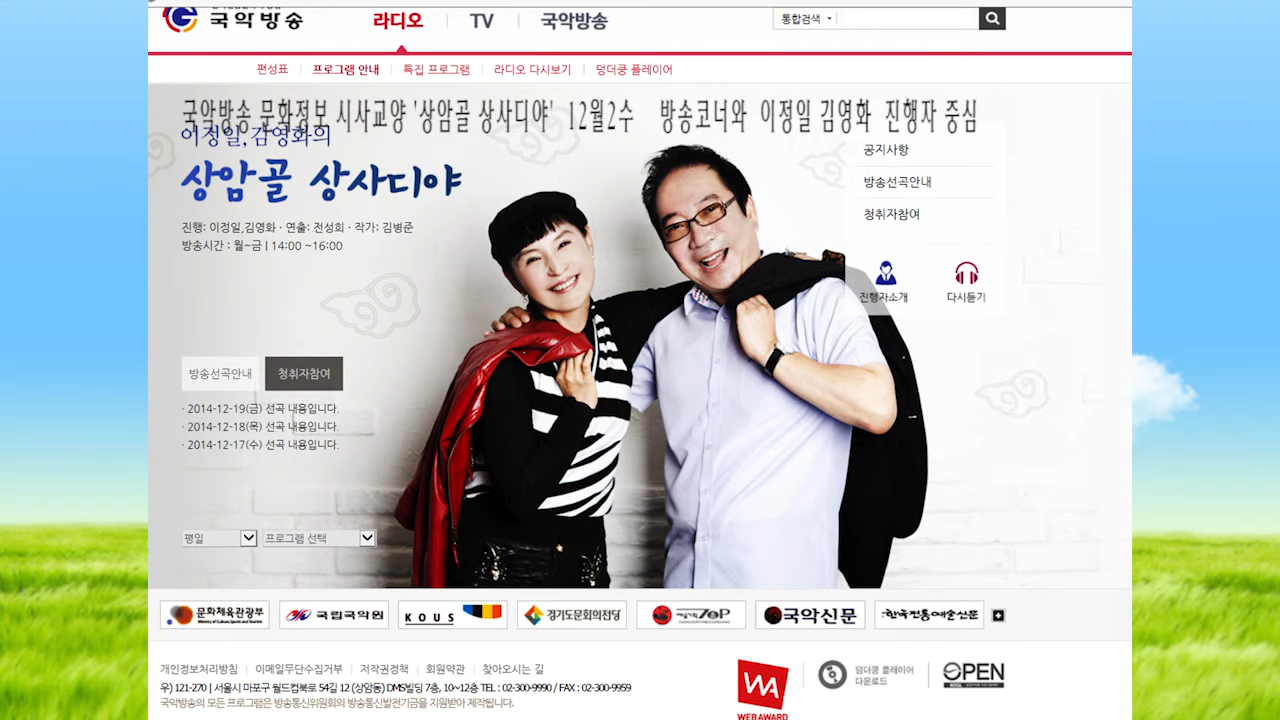 국악방송
라디오
TV
국악방송
통합검색
편성표
프로그램 안내
특집 프로그램
라디오 다시보기
덩더쿵 플레이어
국악방송 문화정보 시사교양 '상암골 상사디야' 12월2수 방송코너와 이정일 김영화 진행자 중심
이정일,김영화의
상암골 상사디야
공지사항
방송선곡안내
청취자참여
진행: 이정일,김영화 · 연출: 전성희 · 작가: 김병준
방송시간 : 월~금 | 14:00 ~16:00
진행자소개
다시듣기
방송선곡안내
청취자참여
· 2014-12-19(금) 선곡 내용입니다.
· 2014-12-18(목) 선곡 내용입니다.
· 2014-12-17(수) 선곡 내용입니다.
평일
프로그램 선택
문화체육관광부
Ministry of Culture, Sports and Tourism
국립국악원
KOUS
경기도문화의전당
TOP
국악신문
한국전통예술신문
개인정보처리방침
이메일무단수집거부
저작권정책
회원약관
찾아오시는 길
우) 121-270 | 서울시 마포구 월드컵북로 54길 12 (상암동) DMS빌딩 7층, 10~12층 TEL : 02-300-9990 / FAX : 02-300-9959
국악방송의 모든 프로그램은 방송통신위원회의 방송통신발전기금을 지원받아 제작됩니다.
WA
WEB AWARD
덩더쿵 플레이어
다운로드
OPEN